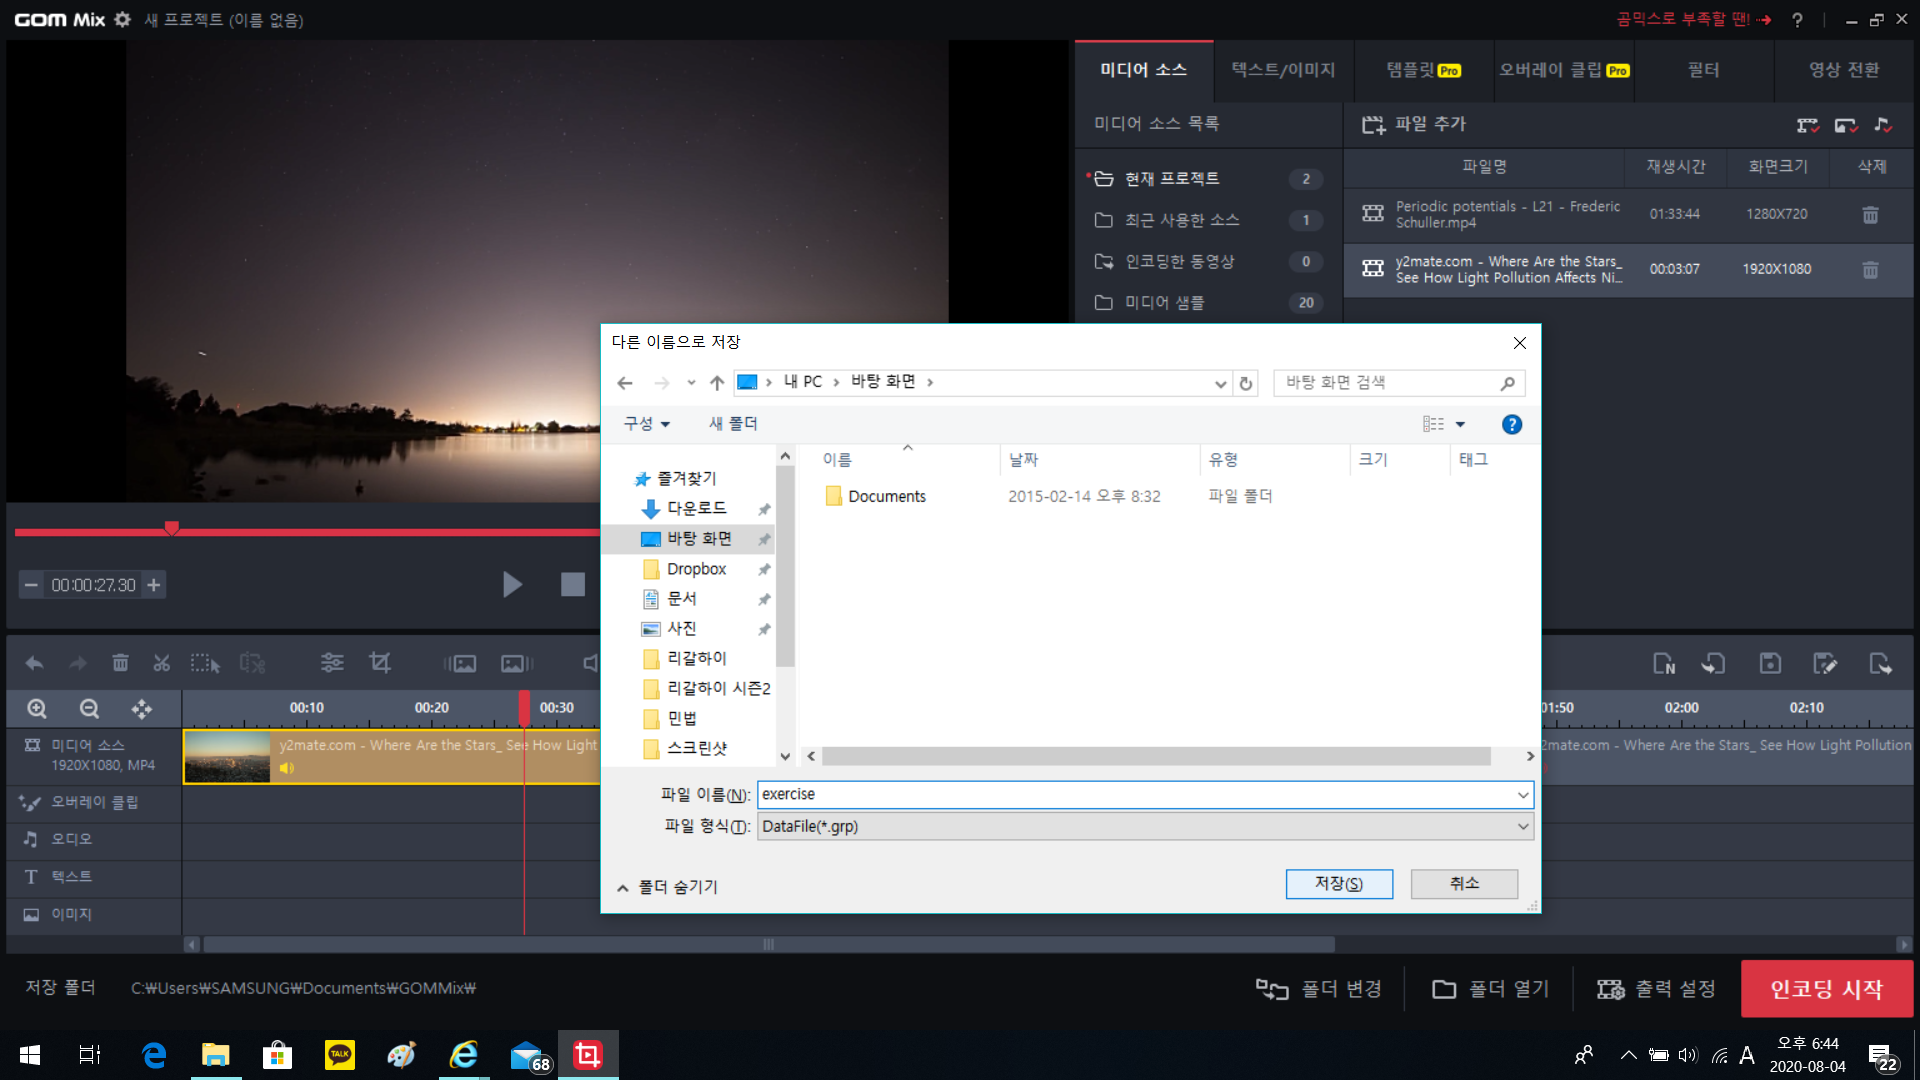 GOM Mix 새 프로젝트 (이름 없음)
곰믹스로 부족할 땐! ?
미디어 소스 텍스트/이미지 템플릿 Pro 오버레이 클립 Pro 필터 영상 전환
미디어 소스 목록 파일 추가
파일명 재생시간 화면크기 삭제
현재 프로젝트 2
최근 사용한 소스 1
인코딩한 동영상 0
미디어 샘플 20
Periodic potentials - L21 - Frederic
Schuller.mp4 01:33:44 1280X720
y2mate.com - Where Are the Stars_
See How Light Pollution Affects Ni... 00:03:07 1920X1080
다른 이름으로 저장
내 PC 바탕 화면 바탕 화면 검색
구성 새 폴더 ?
이름 날짜 유형 크기 태그
Documents 2015-02-14 오후 8:32 파일 폴더
즐겨찾기
다운로드
바탕 화면
Dropbox
문서
사진
리갈하이
리갈하이 시즌2
민법
스크린샷
파일 이름(N): exercise
파일 형식(T): DataFile(*.grp)
폴더 숨기기 저장(S) 취소
00:00:27.30
N
00:10 00:20 00:30 01:50 02:00 02:10
미디어 소스
1920X1080, MP4
y2mate.com - Where Are the Stars_ See How Light
2mate.com - Where Are the Stars_ See How Light Pollution
오버레이 클립
오디오
T 텍스트
이미지
저장 폴더 C:₩Users₩SAMSUNG₩Documents₩GOMMix₩
폴더 변경 폴더 열기 출력 설정 인코딩 시작
TALK 68
A 오후 6:44
2020-08-04 22